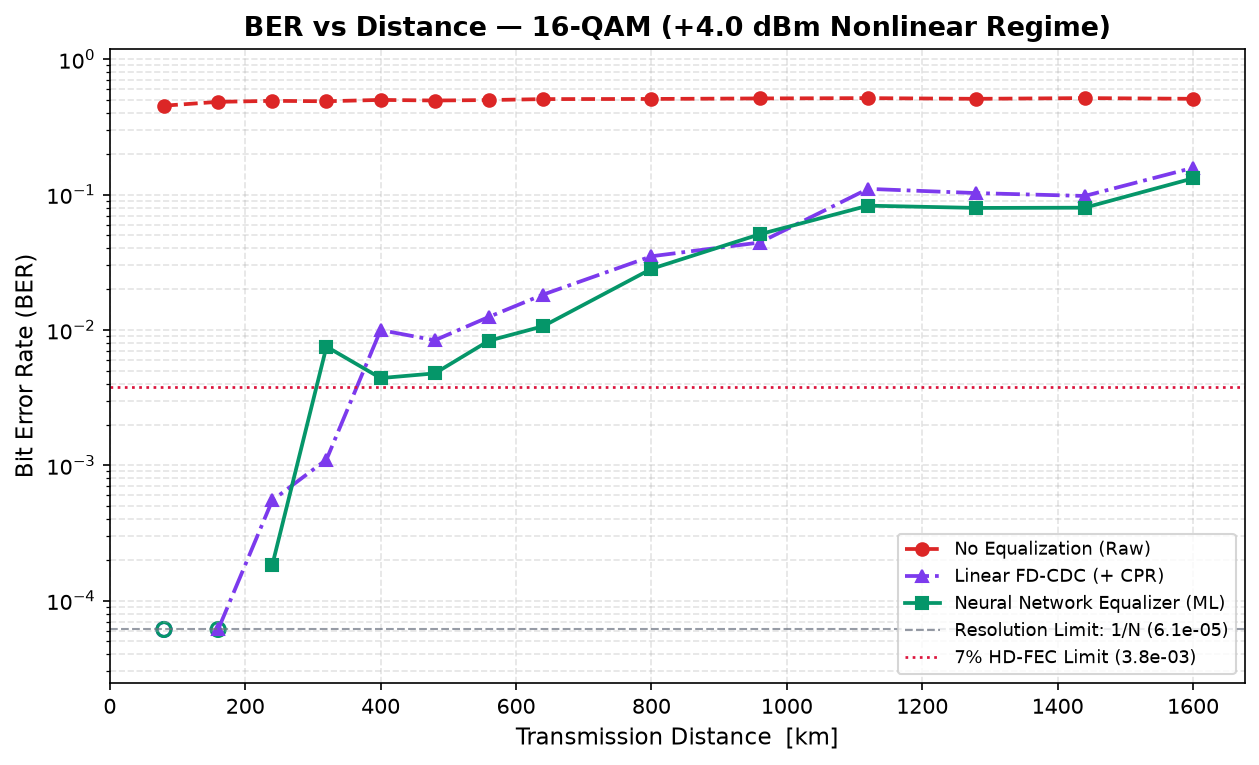 BER vs Distance — 16-QAM (+4.0 dBm Nonlinear Regime)
Bit Error Rate (BER)
10⁰
10⁻¹
10⁻²
10⁻³
10⁻⁴
No Equalization (Raw)
Linear FD-CDC (+ CPR)
Neural Network Equalizer (ML)
Resolution Limit: 1/N (6.1e-05)
7% HD-FEC Limit (3.8e-03)
0 200 400 600 800 1000 1200 1400 1600
Transmission Distance [km]